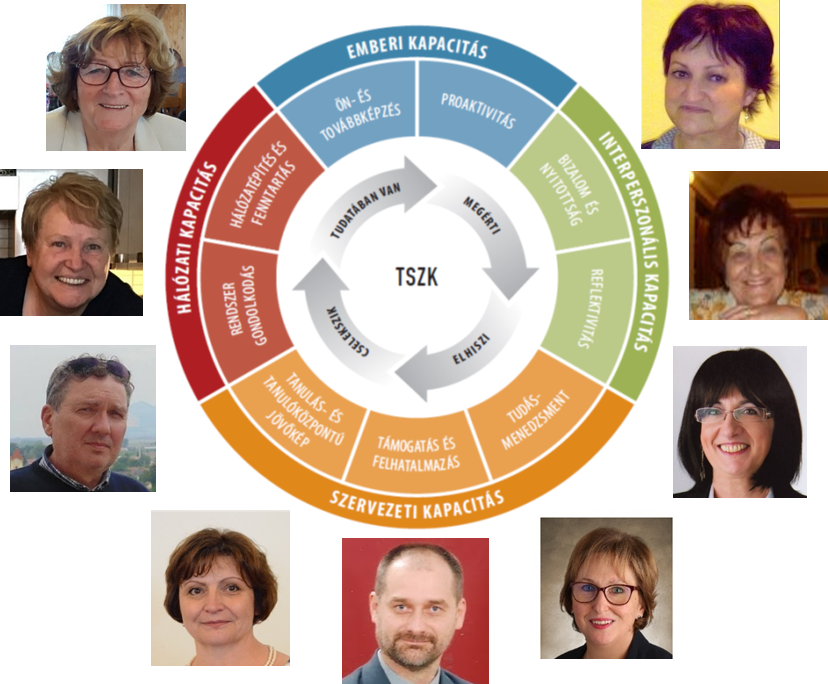 EMBERI KAPACITÁS
ÖN- ÉS
TOVÁBBKÉPZÉS
PROAKTIVITÁS
INTERPERSZONÁLIS KAPACITÁS
BIZALOM ÉS
NYITOTTSÁG
REFLEKTIVITÁS
HÁLÓZATI KAPACITÁS
HÁLÓZATÉPÍTÉS ÉS
FENNTARTÁS
RENDSZER
GONDOLKODÁS
TUDATÁBAN VAN
MEGÉRTI
TSZK
CSELEKSZIK
ELHISZI
TANULÁS- ÉS
TANULÓKÖZPONTÚ
JÖVŐKÉP
TÁMOGATÁS ÉS
FELHATALMAZÁS
TUDÁS-
MENEDZSMENT
SZERVEZETI KAPACITÁS